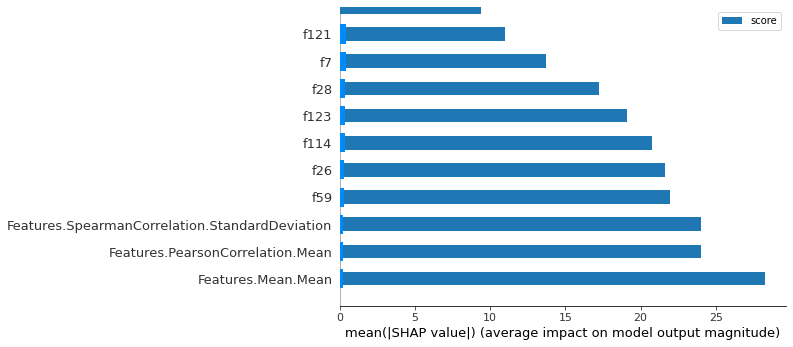 score
f121
f7
f28
f123
f114
f26
f59
Features.SpearmanCorrelation.StandardDeviation
Features.PearsonCorrelation.Mean
Features.Mean.Mean
0 5 10 15 20 25
mean(|SHAP value|) (average impact on model output magnitude)